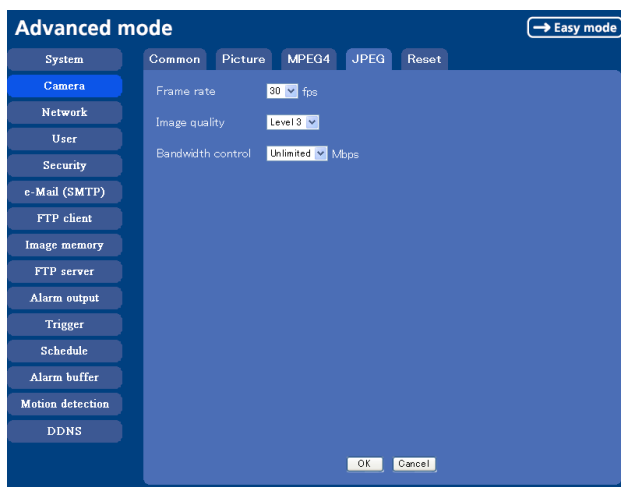 Advanced mode
→ Easy mode
System
Camera
Network
User
Security
e-Mail (SMTP)
FTP client
Image memory
FTP server
Alarm output
Trigger
Schedule
Alarm buffer
Motion detection
DDNS
Common Picture MPEG4 JPEG Reset
Frame rate 30 fps
Image quality Level 3
Bandwidth control Unlimited Mbps
OK Cancel